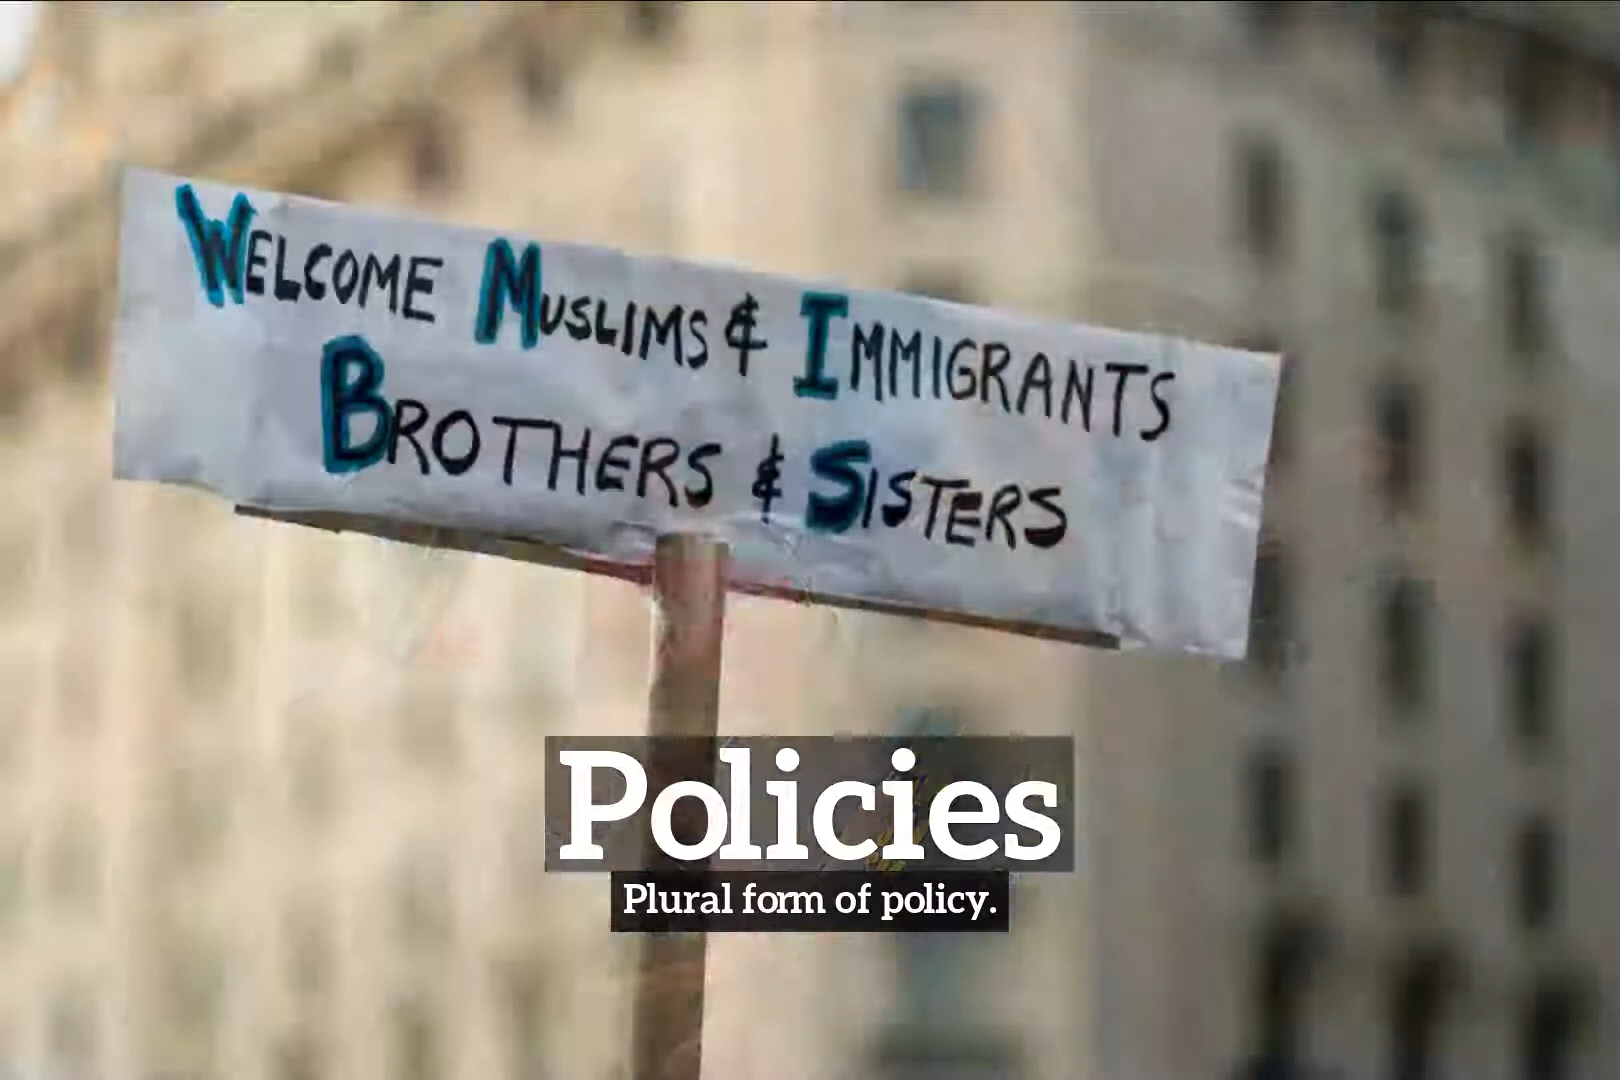 WELCOME MUSLIMS & IMMIGRANTS
BROTHERS & SISTERS
Policies
Plural form of policy.